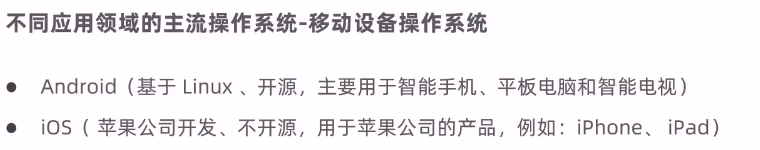 不同应用领域的主流操作系统-移动设备操作系统
● Android（基于 Linux 、开源，主要用于智能手机、平板电脑和智能电视）
● iOS（ 苹果公司开发、不开源，用于苹果公司的产品，例如：iPhone、 iPad）